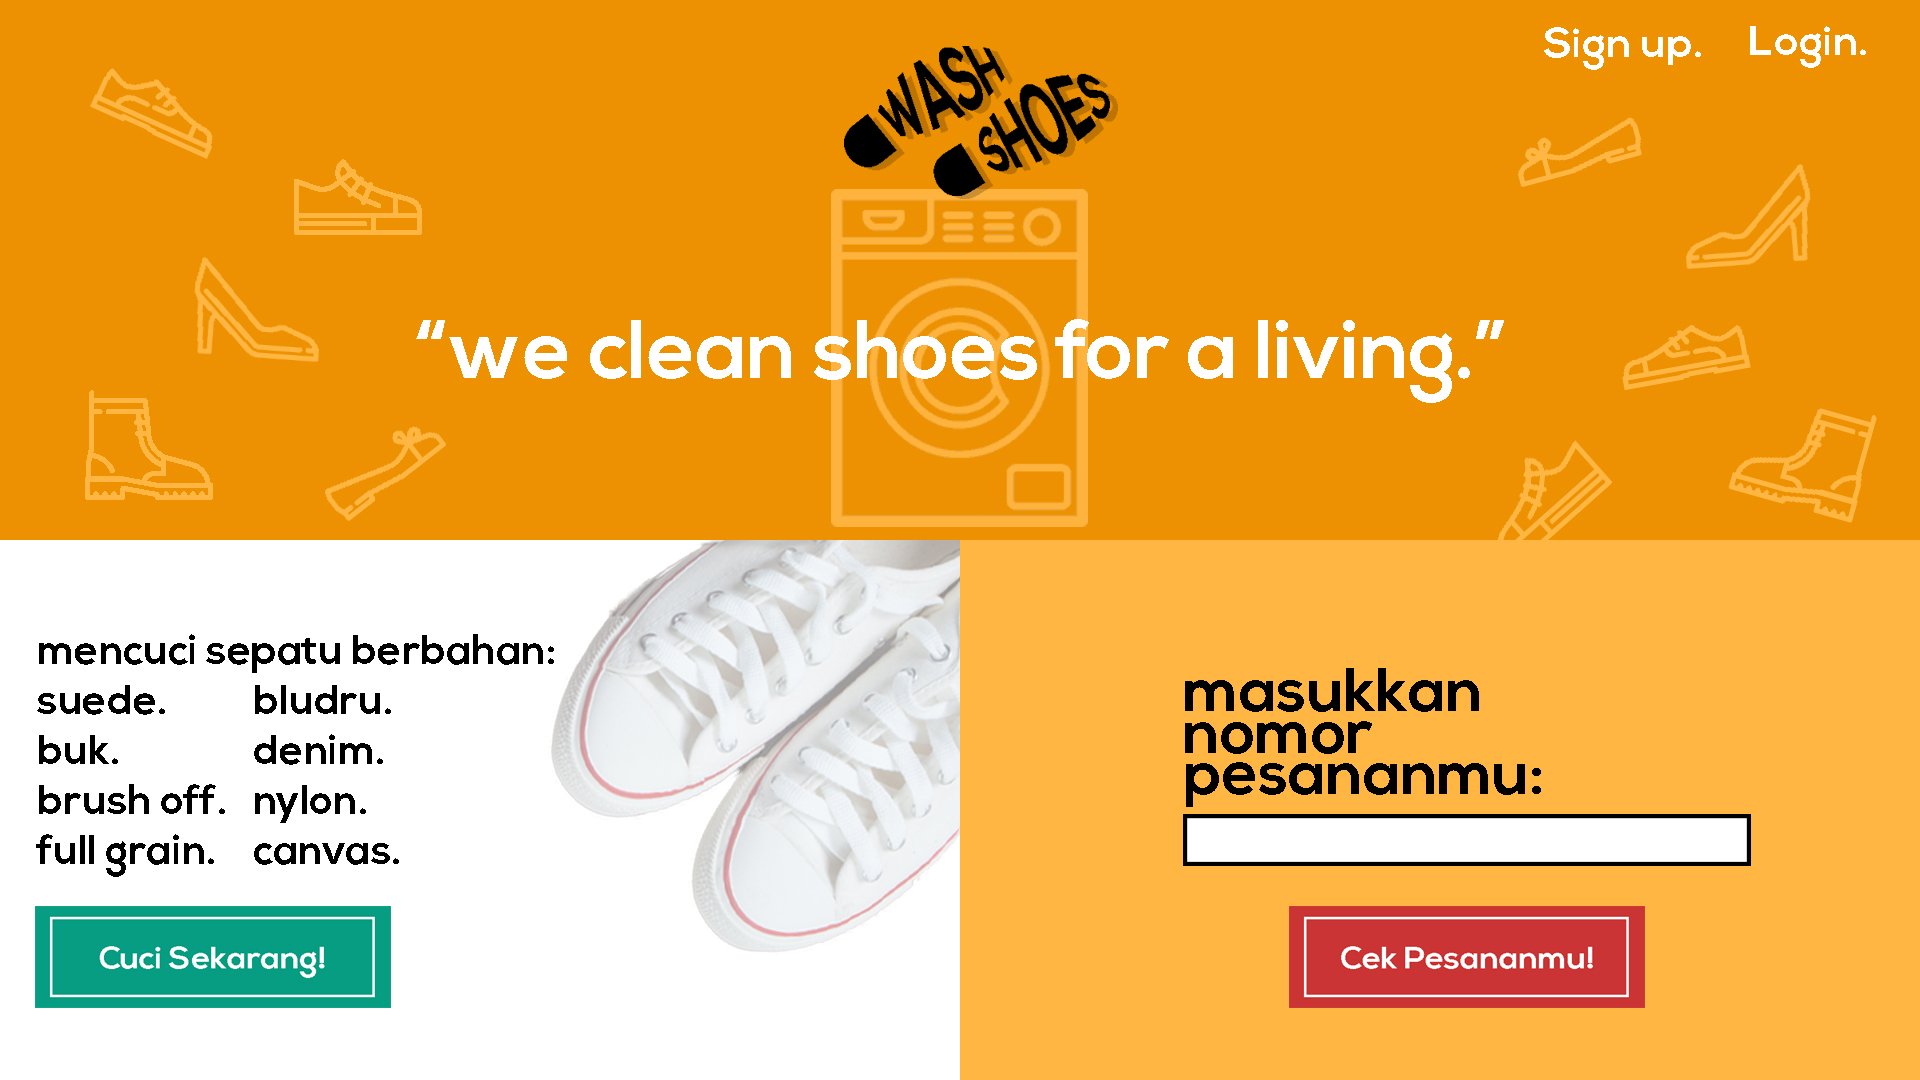 Sign up.
Login.
WASH
SHOES
“we clean shoes for a living.”
mencuci sepatu berbahan:
suede.
bludru.
buk.
denim.
brush off.
nylon.
full grain.
canvas.
Cuci Sekarang!
masukkan
nomor
pesananmu:
Cek Pesananmu!